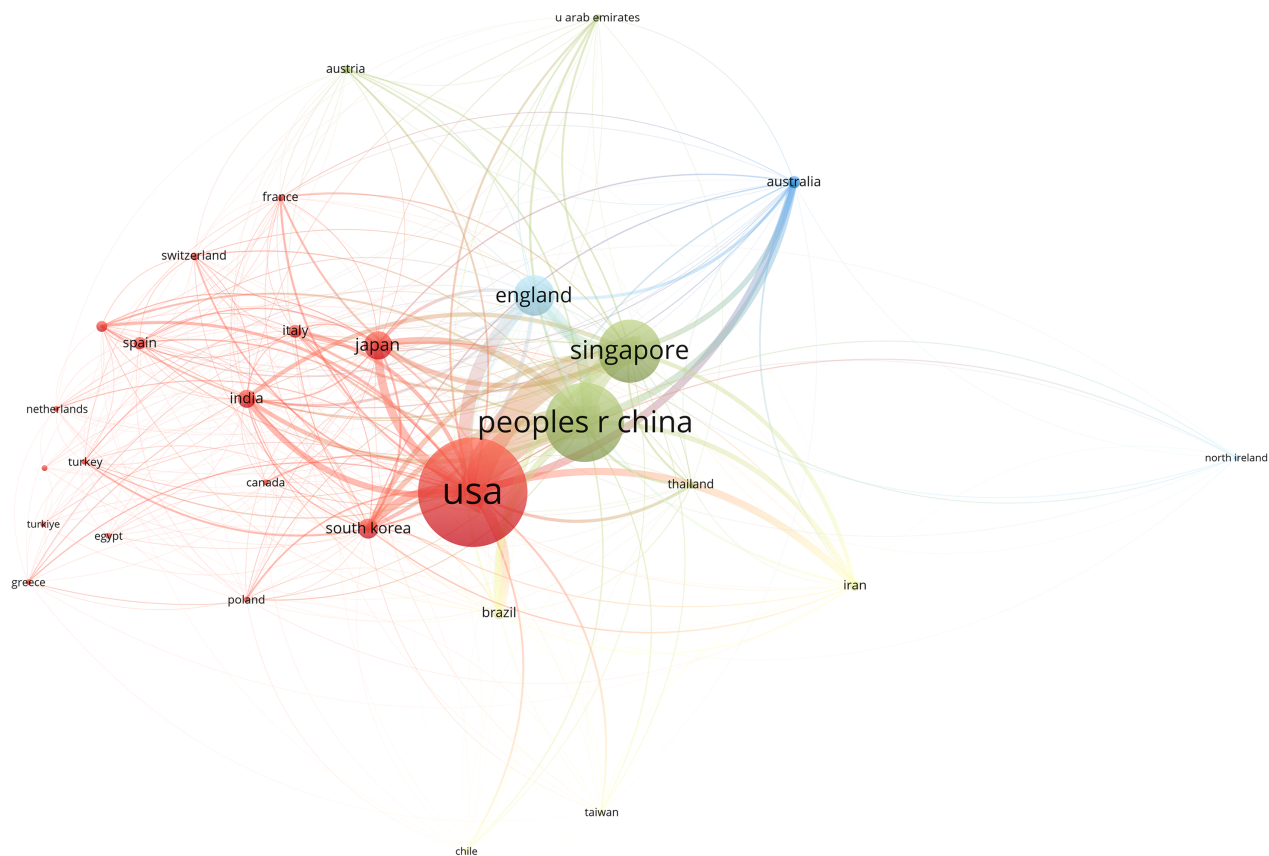 u arab emirates
austria
australia
france
switzerland
england
italy
spain
japan
singapore
india
netherlands
peoples r china
north ireland
turkey
canada
thailand
usa
turkiye
south korea
egypt
greece
iran
poland
brazil
taiwan
chile